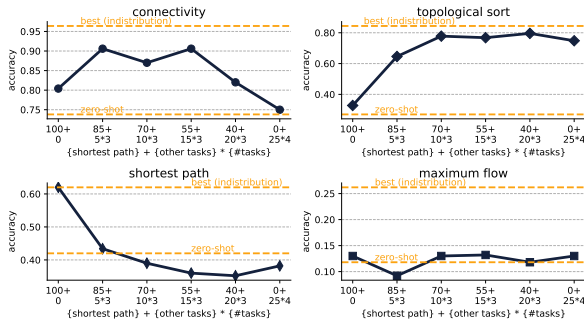 connectivity
best (indistribution)
0.95
0.90
0.85
0.80
0.75
accuracy
zero-shot
100+ 85+ 70+ 55+ 40+ 0+
0 5*3 10*3 15*3 20*3 25*4
{shortest path} + {other tasks} * {#tasks}
topological sort
best (indistribution)
0.80
0.60
0.40
accuracy
zero-shot
100+ 85+ 70+ 55+ 40+ 0+
0 5*3 10*3 15*3 20*3 25*4
{shortest path} + {other tasks} * {#tasks}
shortest path
best (indistribution)
0.60
0.40
accuracy
zero-shot
100+ 85+ 70+ 55+ 40+ 0+
0 5*3 10*3 15*3 20*3 25*4
{shortest path} + {other tasks} * {#tasks}
maximum flow
best (indistribution)
0.25
0.20
0.15
0.10
accuracy
zero-shot
100+ 85+ 70+ 55+ 40+ 0+
0 5*3 10*3 15*3 20*3 25*4
{shortest path} + {other tasks} * {#tasks}